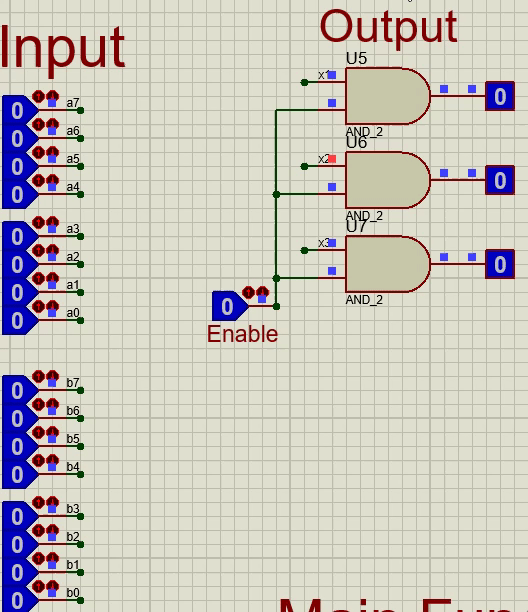 Input
Output
U5
x1
AND_2
0
U6
x2
AND_2
0
U7
x3
AND_2
0
0
Enable
0 a7
0 a6
0 a5
0 a4
0 a3
0 a2
0 a1
0 a0
0 b7
0 b6
0 b5
0 b4
0 b3
0 b2
0 b1
0 b0
Main